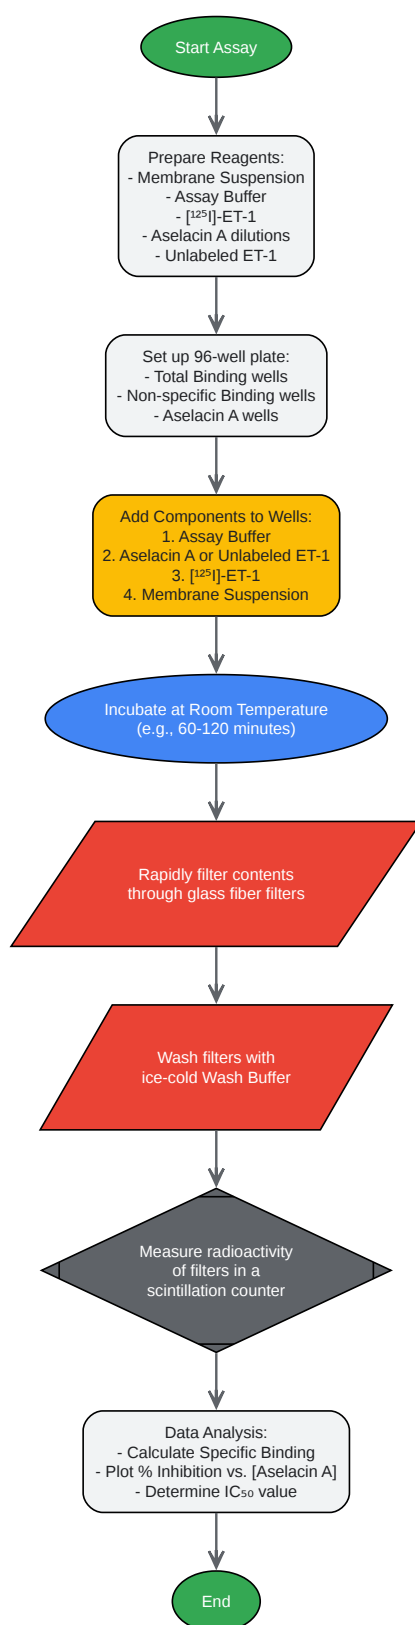 Start Assay
Prepare Reagents:
- Membrane Suspension
- Assay Buffer
- [¹²⁵I]-ET-1
- Aselacin A dilutions
- Unlabeled ET-1
Set up 96-well plate:
- Total Binding wells
- Non-specific Binding wells
- Aselacin A wells
Add Components to Wells:
1. Assay Buffer
2. Aselacin A or Unlabeled ET-1
3. [¹²⁵I]-ET-1
4. Membrane Suspension
Incubate at Room Temperature
(e.g., 60-120 minutes)
Rapidly filter contents
through glass fiber filters
Wash filters with
ice-cold Wash Buffer
Measure radioactivity
of filters in a
scintillation counter
Data Analysis:
- Calculate Specific Binding
- Plot % Inhibition vs. [Aselacin A]
- Determine IC₅₀ value
End